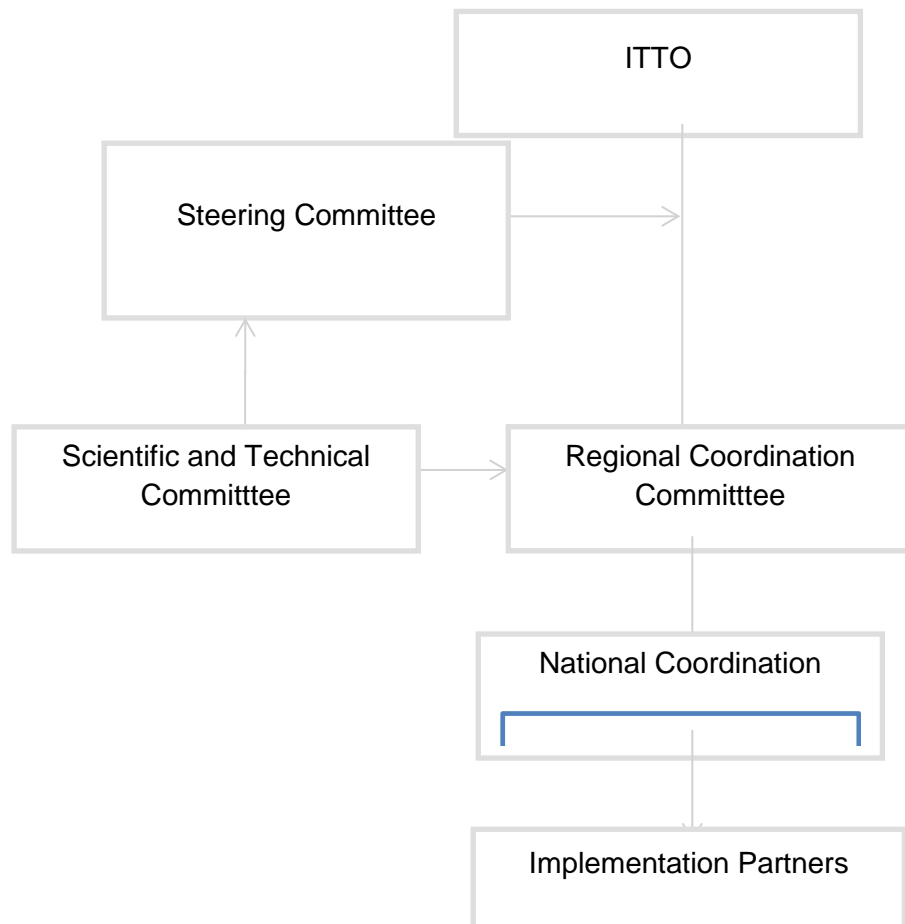 ITTO
Steering Committee
Scientific and Technical
Committtee
Regional Coordination
Committtee
National Coordination
Implementation Partners